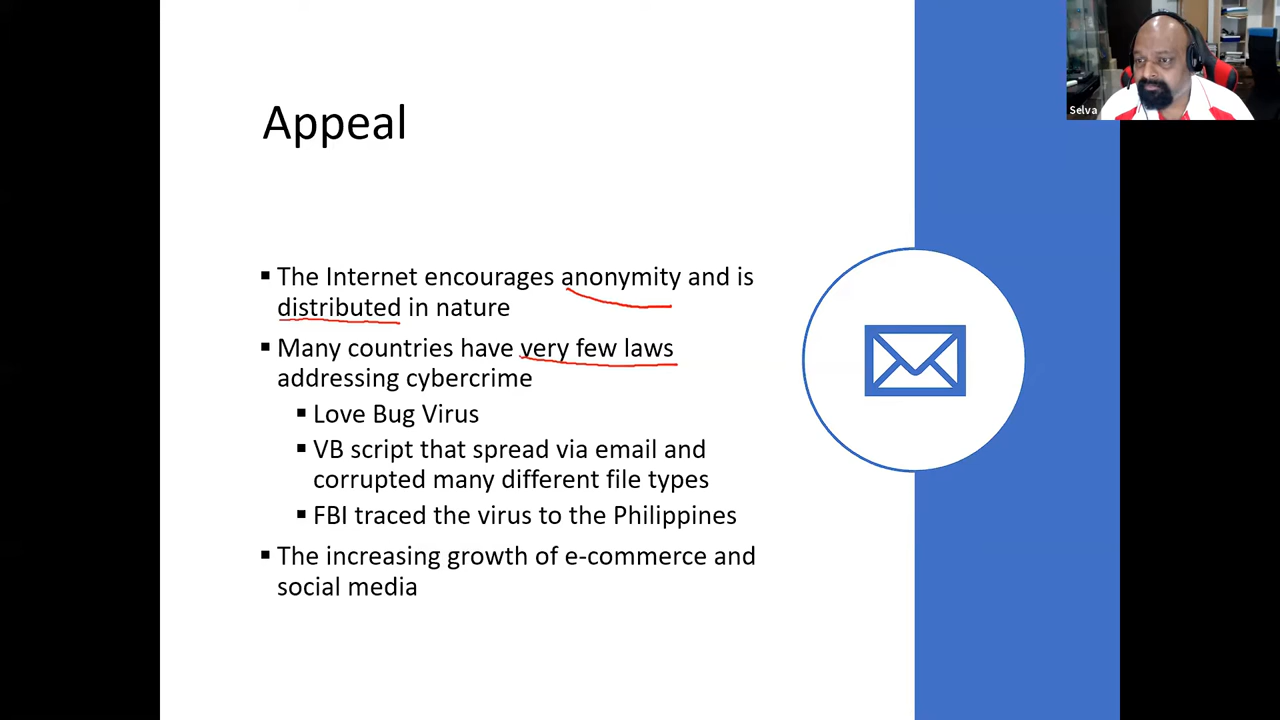 Selva
Appeal
▪ The Internet encourages anonymity and is
distributed in nature
▪ Many countries have very few laws
addressing cybercrime
▪ Love Bug Virus
▪ VB script that spread via email and
corrupted many different file types
▪ FBI traced the virus to the Philippines
▪ The increasing growth of e-commerce and
social media